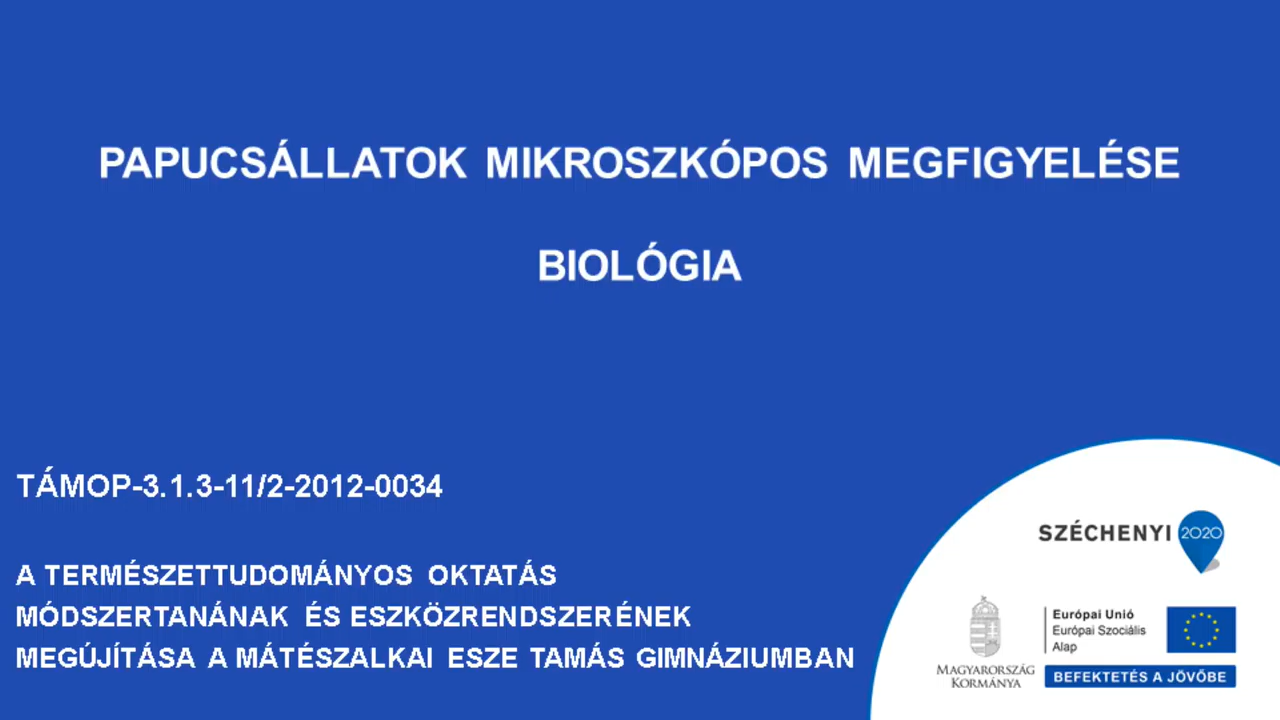 PAPUCSÁLLATOK MIKROSZKÓPOS MEGFIGYELÉSE
BIOLÓGIA
TÁMOP-3.1.3-11/2-2012-0034
A TERMÉSZETTUDOMÁNYOS OKTATÁS
MÓDSZERTANÁNAK ÉS ESZKÖZRENDSZERÉNEK
MEGÚJÍTÁSA A MÁTÉSZALKAI ESZE TAMÁS GIMNÁZIUMBAN
SZÉCHENYI 2020
MAGYARORSZÁG
KORMÁNYA
Európai Unió
Európai Szociális
Alap
BEFEKTETÉS A JÖVŐBE